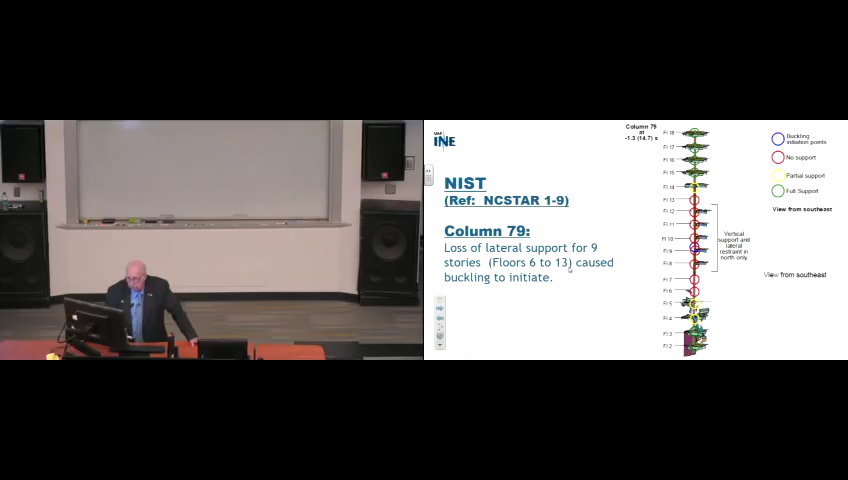 UAF
INE
NIST
(Ref: NCSTAR 1-9)
Column 79:
Loss of lateral support for 9
stories (Floors 6 to 13) caused
buckling to initiate.
Column 79
at
-1.3 (14.7) s
Fl 18
Fl 17
Fl 16
Fl 15
Fl 14
Fl 13
Fl 12
Fl 11
Fl 10
Fl 9
Fl 8
Fl 7
Fl 6
Fl 5
Fl 4
Fl 3
Fl 2
Vertical
support and
lateral
restraint in
north only
Buckling
initiation points
No support
Partial support
Full Support
View from southeast
View from southeast